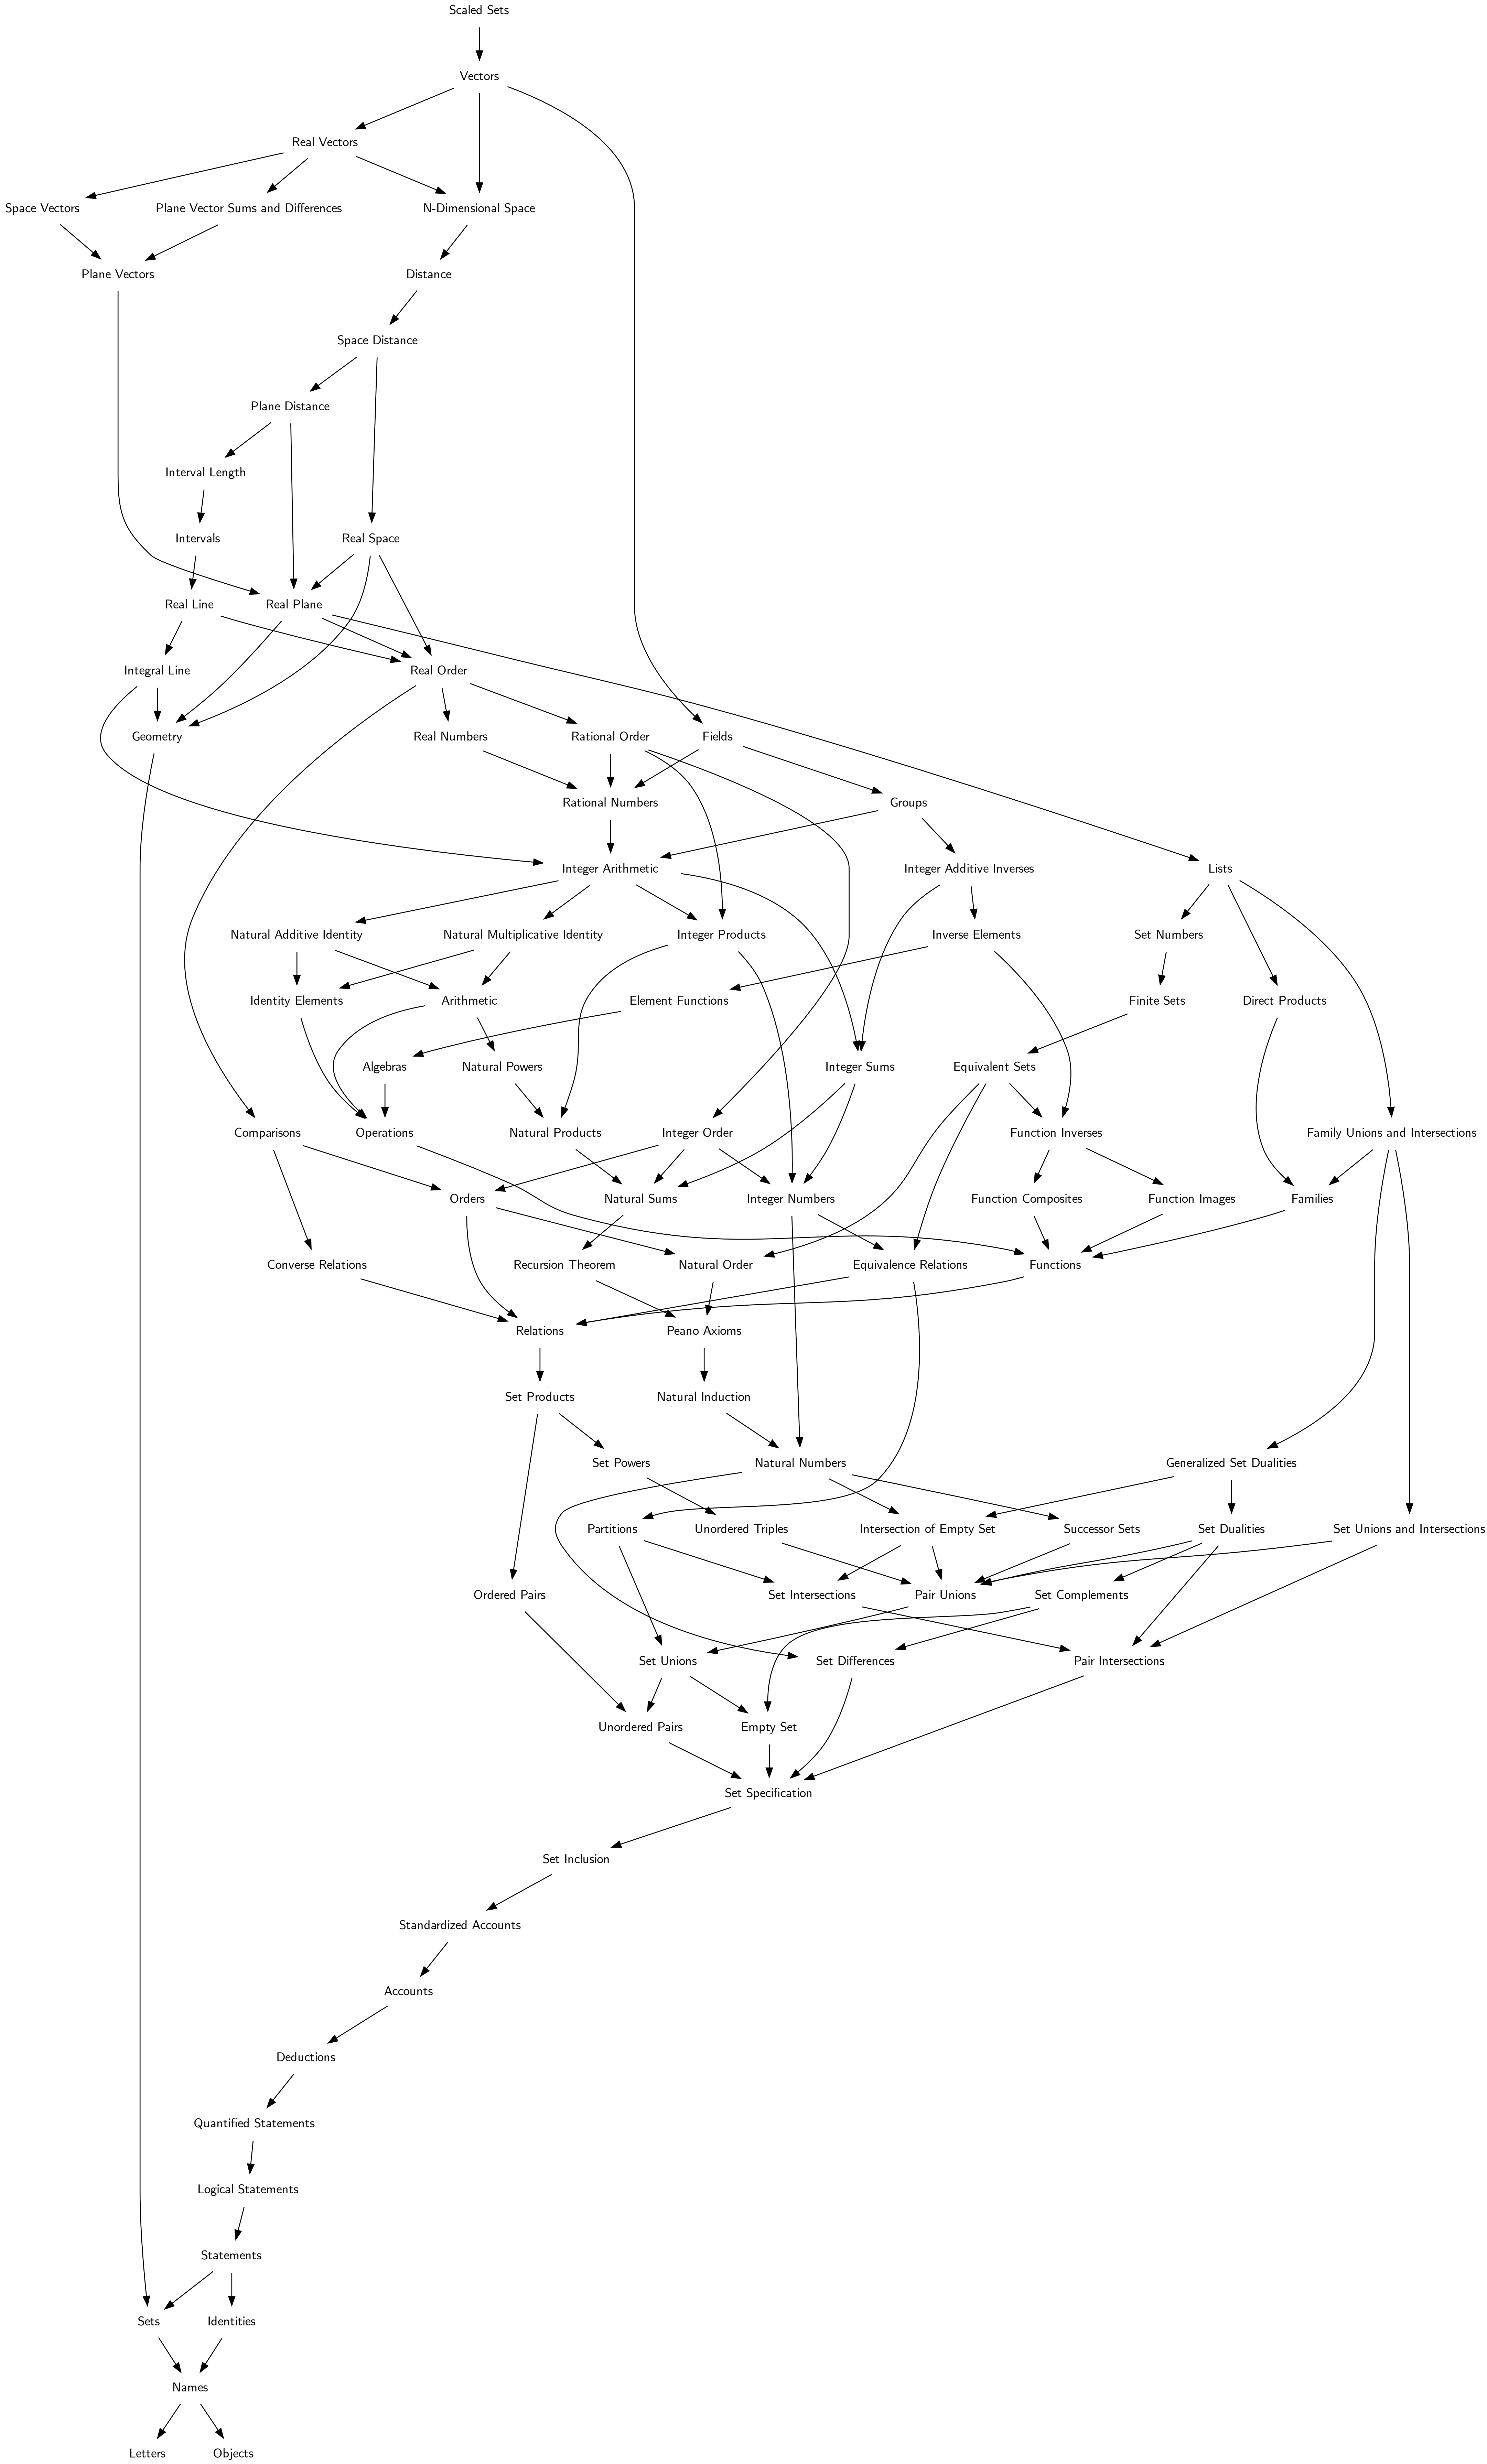 Scaled Sets
Vectors
Real Vectors
Space Vectors
Plane Vector Sums and Differences
N-Dimensional Space
Plane Vectors
Distance
Space Distance
Plane Distance
Interval Length
Intervals
Real Space
Real Line
Real Plane
Integral Line
Real Order
Geometry
Real Numbers
Rational Order
Fields
Rational Numbers
Groups
Integer Arithmetic
Integer Additive Inverses
Lists
Natural Additive Identity
Natural Multiplicative Identity
Integer Products
Inverse Elements
Set Numbers
Identity Elements
Arithmetic
Element Functions
Finite Sets
Direct Products
Algebras
Natural Powers
Integer Sums
Equivalent Sets
Comparisons
Operations
Natural Products
Integer Order
Function Inverses
Family Unions and Intersections
Orders
Natural Sums
Integer Numbers
Function Composites
Function Images
Families
Converse Relations
Recursion Theorem
Natural Order
Equivalence Relations
Functions
Relations
Peano Axioms
Set Products
Natural Induction
Set Powers
Natural Numbers
Generalized Set Dualities
Partitions
Unordered Triples
Intersection of Empty Set
Successor Sets
Set Dualities
Set Unions and Intersections
Ordered Pairs
Set Intersections
Pair Unions
Set Complements
Set Unions
Set Differences
Pair Intersections
Unordered Pairs
Empty Set
Set Specification
Set Inclusion
Standardized Accounts
Accounts
Deductions
Quantified Statements
Logical Statements
Statements
Sets
Identities
Names
Letters
Objects